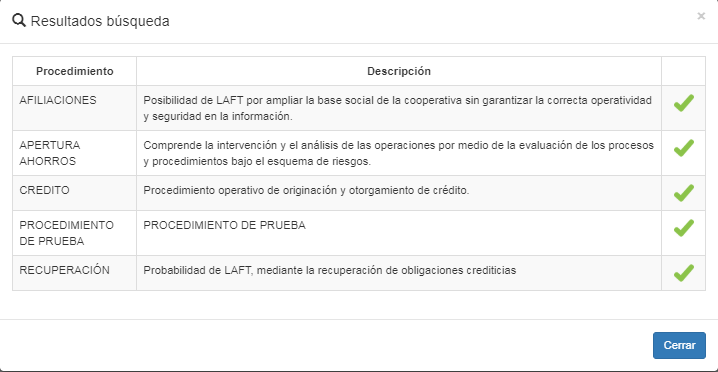 Resultados búsqueda
×
Procedimiento Descripción
AFILIACIONES Posibilidad de LAFT por ampliar la base social de la cooperativa sin garantizar la correcta operatividad
y seguridad en la información.
APERTURA Comprende la intervención y el análisis de las operaciones por medio de la evaluación de los procesos
AHORROS y procedimientos bajo el esquema de riesgos.
CREDITO Procedimiento operativo de originación y otorgamiento de crédito.
PROCEDIMIENTO PROCEDIMIENTO DE PRUEBA
DE PRUEBA
RECUPERACIÓN Probabilidad de LAFT, mediante la recuperación de obligaciones crediticias
Cerrar